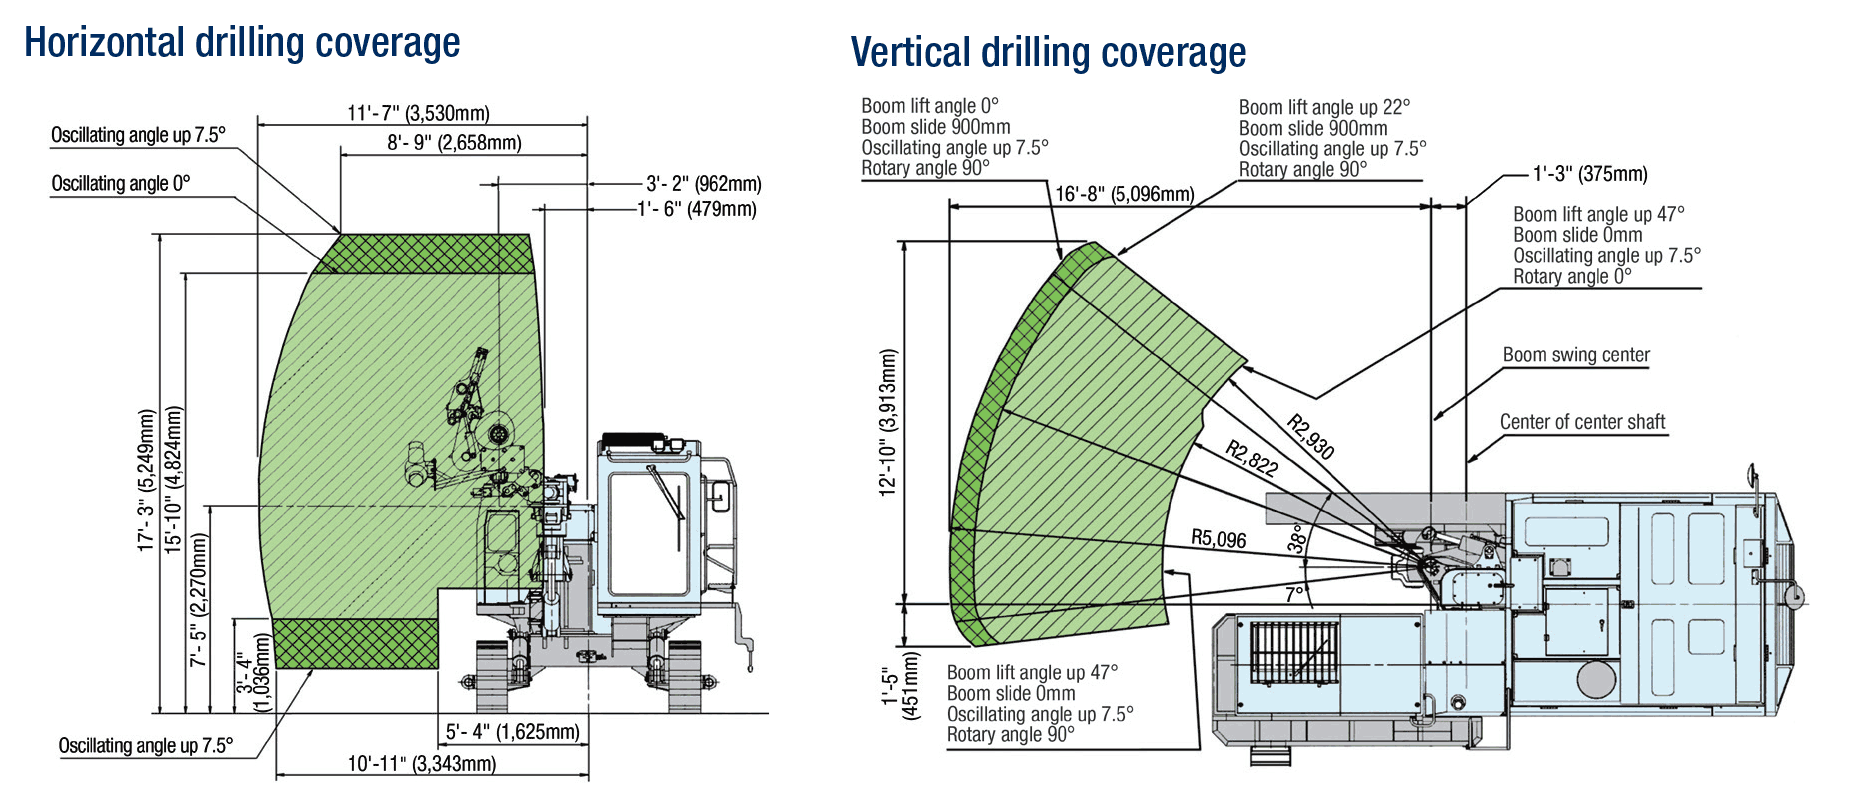 Horizontal drilling coverage
11'- 7" (3,530mm)
Oscillating angle up 7.5°
8'- 9" (2,658mm)
Oscillating angle 0°
3'- 2" (962mm)
1'- 6" (479mm)
17'- 3" (5,249mm)
15'-10" (4,824mm)
7'- 5" (2,270mm)
3'- 4"
(1,036mm)
Oscillating angle up 7.5°
5'- 4" (1,625mm)
10'-11" (3,343mm)
Vertical drilling coverage
Boom lift angle 0°
Boom slide 900mm
Oscillating angle up 7.5°
Rotary angle 90°
Boom lift angle up 22°
Boom slide 900mm
Oscillating angle up 7.5°
Rotary angle 90°
16'-8" (5,096mm)
1'-3" (375mm)
Boom lift angle up 47°
Boom slide 0mm
Oscillating angle up 7.5°
Rotary angle 0°
Boom swing center
Center of center shaft
12'-10" (3,913mm)
R2,930
R2,822
R5,096
38°
7°
1'-5"
(451mm)
Boom lift angle up 47°
Boom slide 0mm
Oscillating angle up 7.5°
Rotary angle 90°